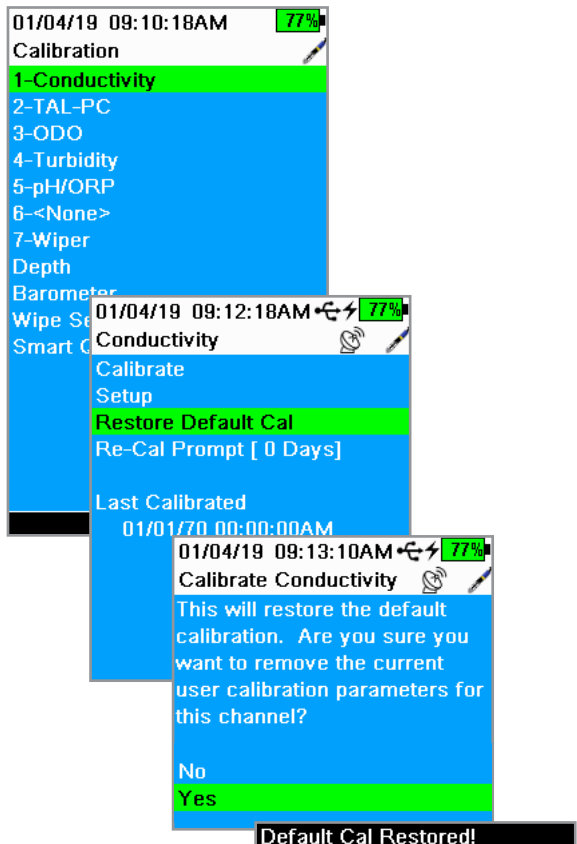 01/04/19 09:10:18AM 77%
Calibration
1-Conductivity
2-TAL-PC
3-ODO
4-Turbidity
5-pH/ORP
6-<None>
7-Wiper
Depth
Barometer
Wipe
Smart
01/04/19 09:12:18AM 77%
Conductivity
Calibrate
Setup
Restore Default Cal
Re-Cal Prompt [ 0 Days]
Last Calibrated
01/01/70 00:00:00AM
01/04/19 09:13:10AM 77%
Calibrate Conductivity
This will restore the default
calibration. Are you sure you
want to remove the current
user calibration parameters for
this channel?
No
Yes
Default Cal Restored!